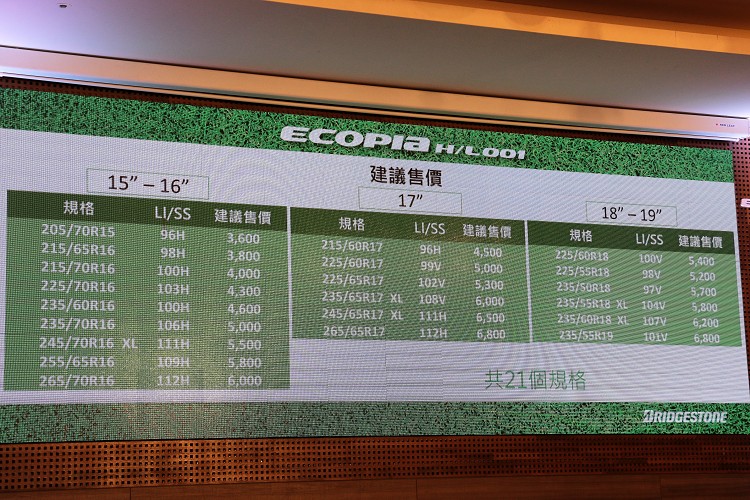 ECOPIA H/L001
建議售價
15” – 16”
規格 LI/SS 建議售價
205/70R15 96H 3,600
215/65R16 98H 3,800
215/70R16 100H 4,000
225/70R16 103H 4,300
235/60R16 100H 4,600
235/70R16 106H 5,000
245/70R16 XL 111H 5,500
255/65R16 109H 5,800
265/70R16 112H 6,000
17”
規格 LI/SS 建議售價
215/60R17 96H 4,500
225/60R17 99V 5,000
225/65R17 102V 5,300
235/65R17 XL 108V 6,000
245/65R17 XL 111H 6,500
265/65R17 112H 6,800
18” – 19”
規格 LI/SS 建議售價
225/60R18 100V 5,400
225/55R18 98V 5,200
235/50R18 97V 5,700
235/55R18 XL 104V 5,800
235/60R18 XL 107V 6,200
235/55R19 101V 6,800
共21個規格
BRIDGESTONE